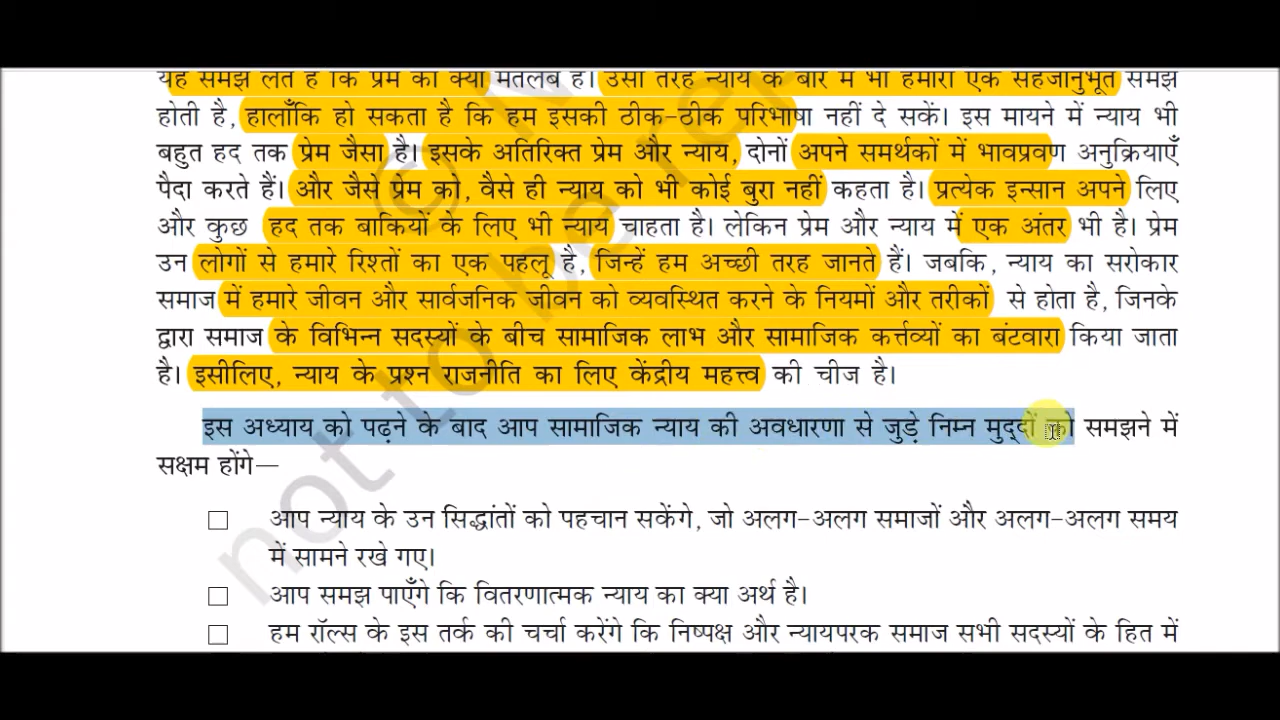 यह समझ लेते हैं कि प्रेम का क्या मतलब है। उसी तरह न्याय के बारे में भी हमारी एक सहजानुभूत समझ
होती है, हालाँकि हो सकता है कि हम इसकी ठीक-ठीक परिभाषा नहीं दे सकें। इस मायने में न्याय भी
बहुत हद तक प्रेम जैसा है। इसके अतिरिक्त प्रेम और न्याय, दोनों अपने समर्थकों में भावप्रवण अनुक्रियाएँ
पैदा करते हैं। और जैसे प्रेम को, वैसे ही न्याय को भी कोई बुरा नहीं कहता है। प्रत्येक इन्सान अपने लिए
और कुछ हद तक बाकियों के लिए भी न्याय चाहता है। लेकिन प्रेम और न्याय में एक अंतर भी है। प्रेम
उन लोगों से हमारे रिश्तों का एक पहलू है, जिन्हें हम अच्छी तरह जानते हैं। जबकि, न्याय का सरोकार
समाज में हमारे जीवन और सार्वजनिक जीवन को व्यवस्थित करने के नियमों और तरीकों से होता है, जिनके
द्वारा समाज के विभिन्न सदस्यों के बीच सामाजिक लाभ और सामाजिक कर्त्तव्यों का बंटवारा किया जाता
है। इसीलिए, न्याय के प्रश्न राजनीति का लिए केंद्रीय महत्त्व की चीज है।
इस अध्याय को पढ़ने के बाद आप सामाजिक न्याय की अवधारणा से जुड़े निम्न मुद्दों को समझने में
सक्षम होंगे—
आप न्याय के उन सिद्धांतों को पहचान सकेंगे, जो अलग-अलग समाजों और अलग-अलग समय
में सामने रखे गए।
आप समझ पाएँगे कि वितरणात्मक न्याय का क्या अर्थ है।
हम रॉल्स के इस तर्क की चर्चा करेंगे कि निष्पक्ष और न्यायपरक समाज सभी सदस्यों के हित में
not to be re